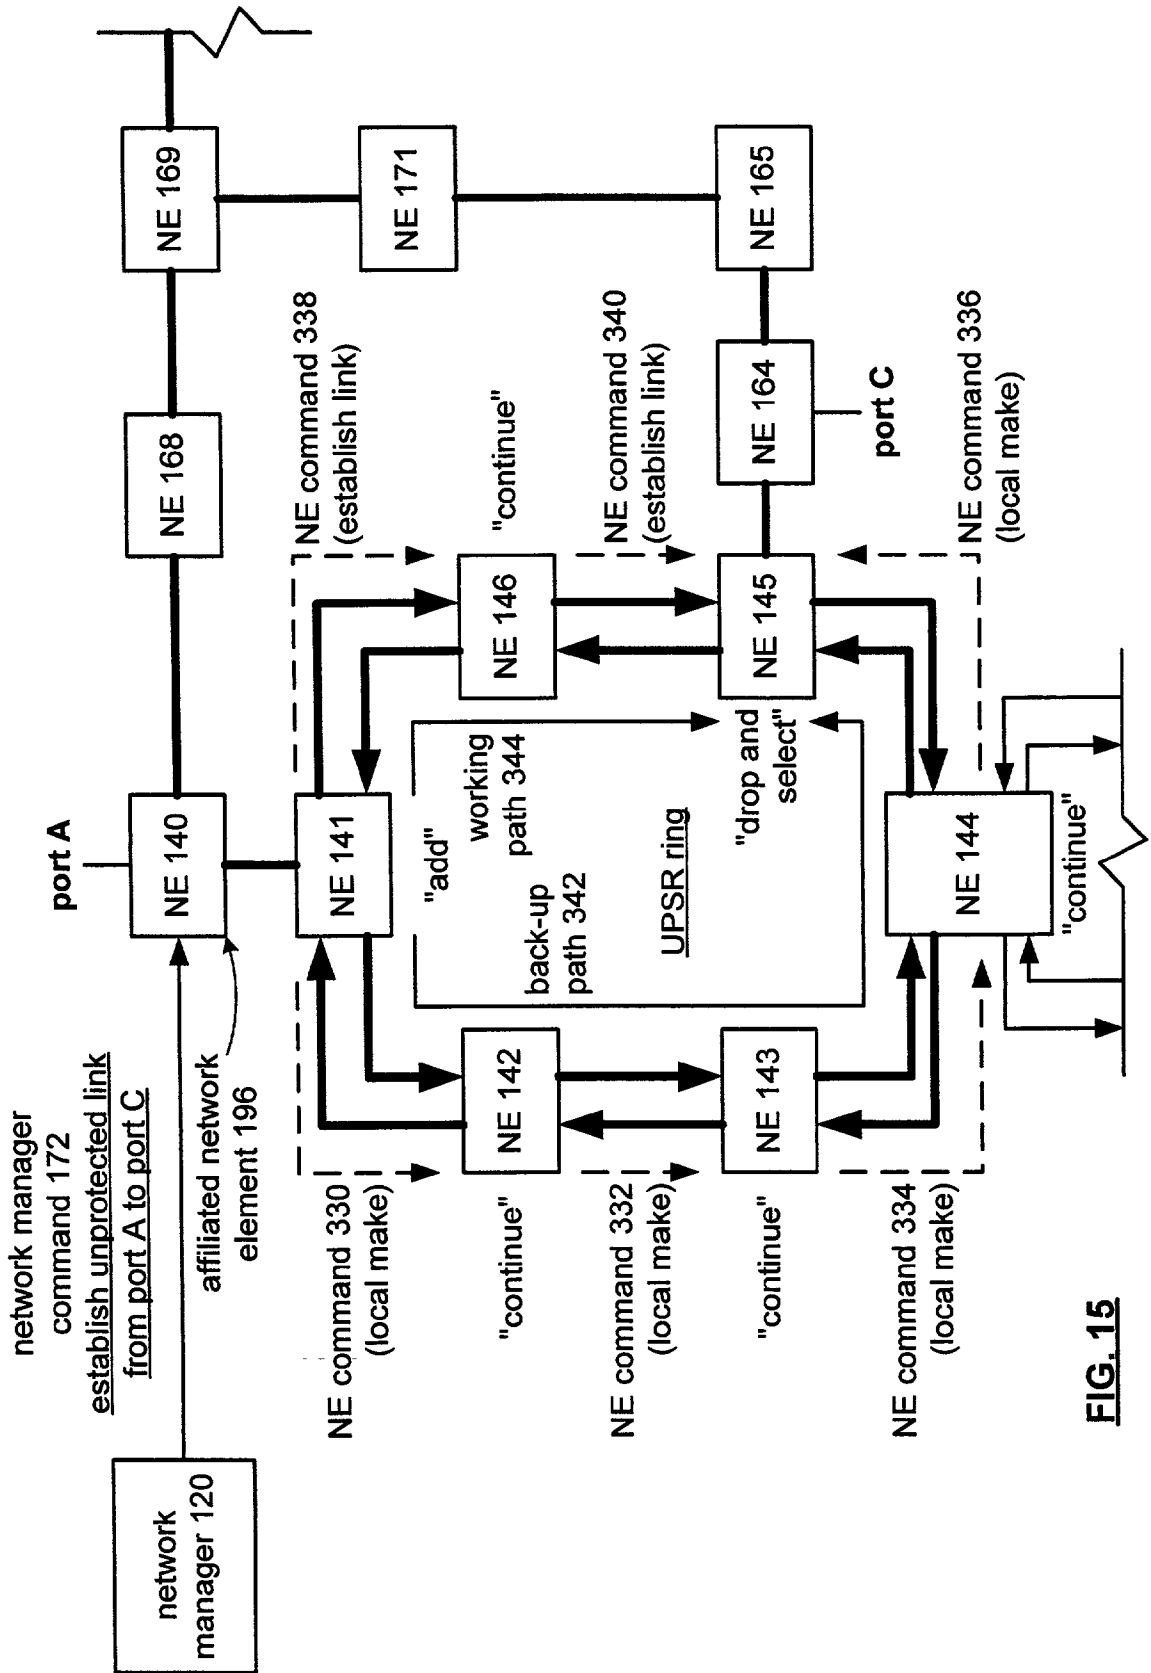 network manager
command 172
establish unprotected link
from port A to port C
network
manager 120
affiliated network
element 196
port A
NE 140
NE 168
NE 169
NE 171
NE 165
NE 164
port C
NE 141
"add"
NE command 330
(local make)
NE command 338
(establish link)
NE 142
"continue"
NE 146
"continue"
working
path 344
back-up
path 342
UPSR ring
NE command 332
(local make)
NE command 340
(establish link)
NE 143
"continue"
NE 145
"drop and
select"
NE command 334
(local make)
NE command 336
(local make)
NE 144
"continue"
FIG. 15